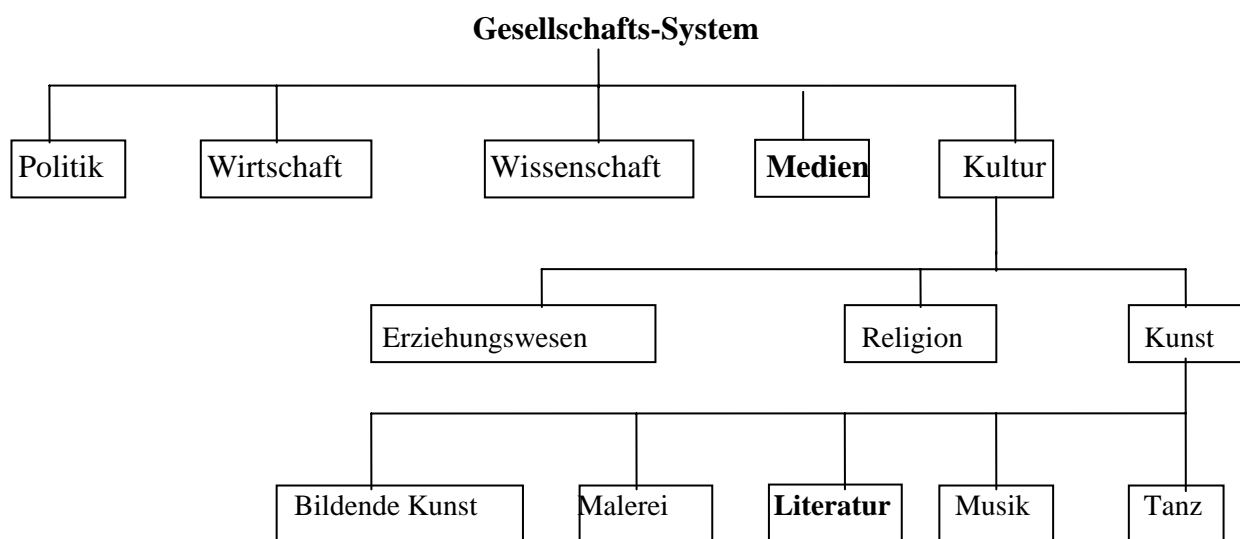 Gesellschafts-System
Politik Wirtschaft Wissenschaft Medien Kultur
Erziehungswesen Religion Kunst
Bildende Kunst Malerei Literatur Musik Tanz